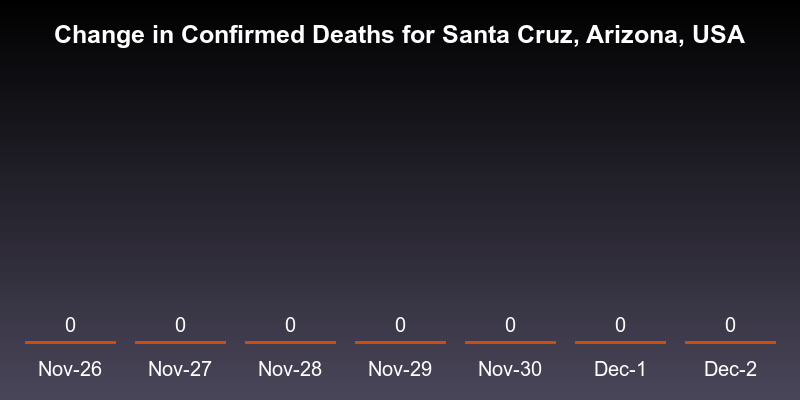 Change in Confirmed Deaths for Santa Cruz, Arizona, USA
0 0 0 0 0 0 0
Nov-26 Nov-27 Nov-28 Nov-29 Nov-30 Dec-1 Dec-2